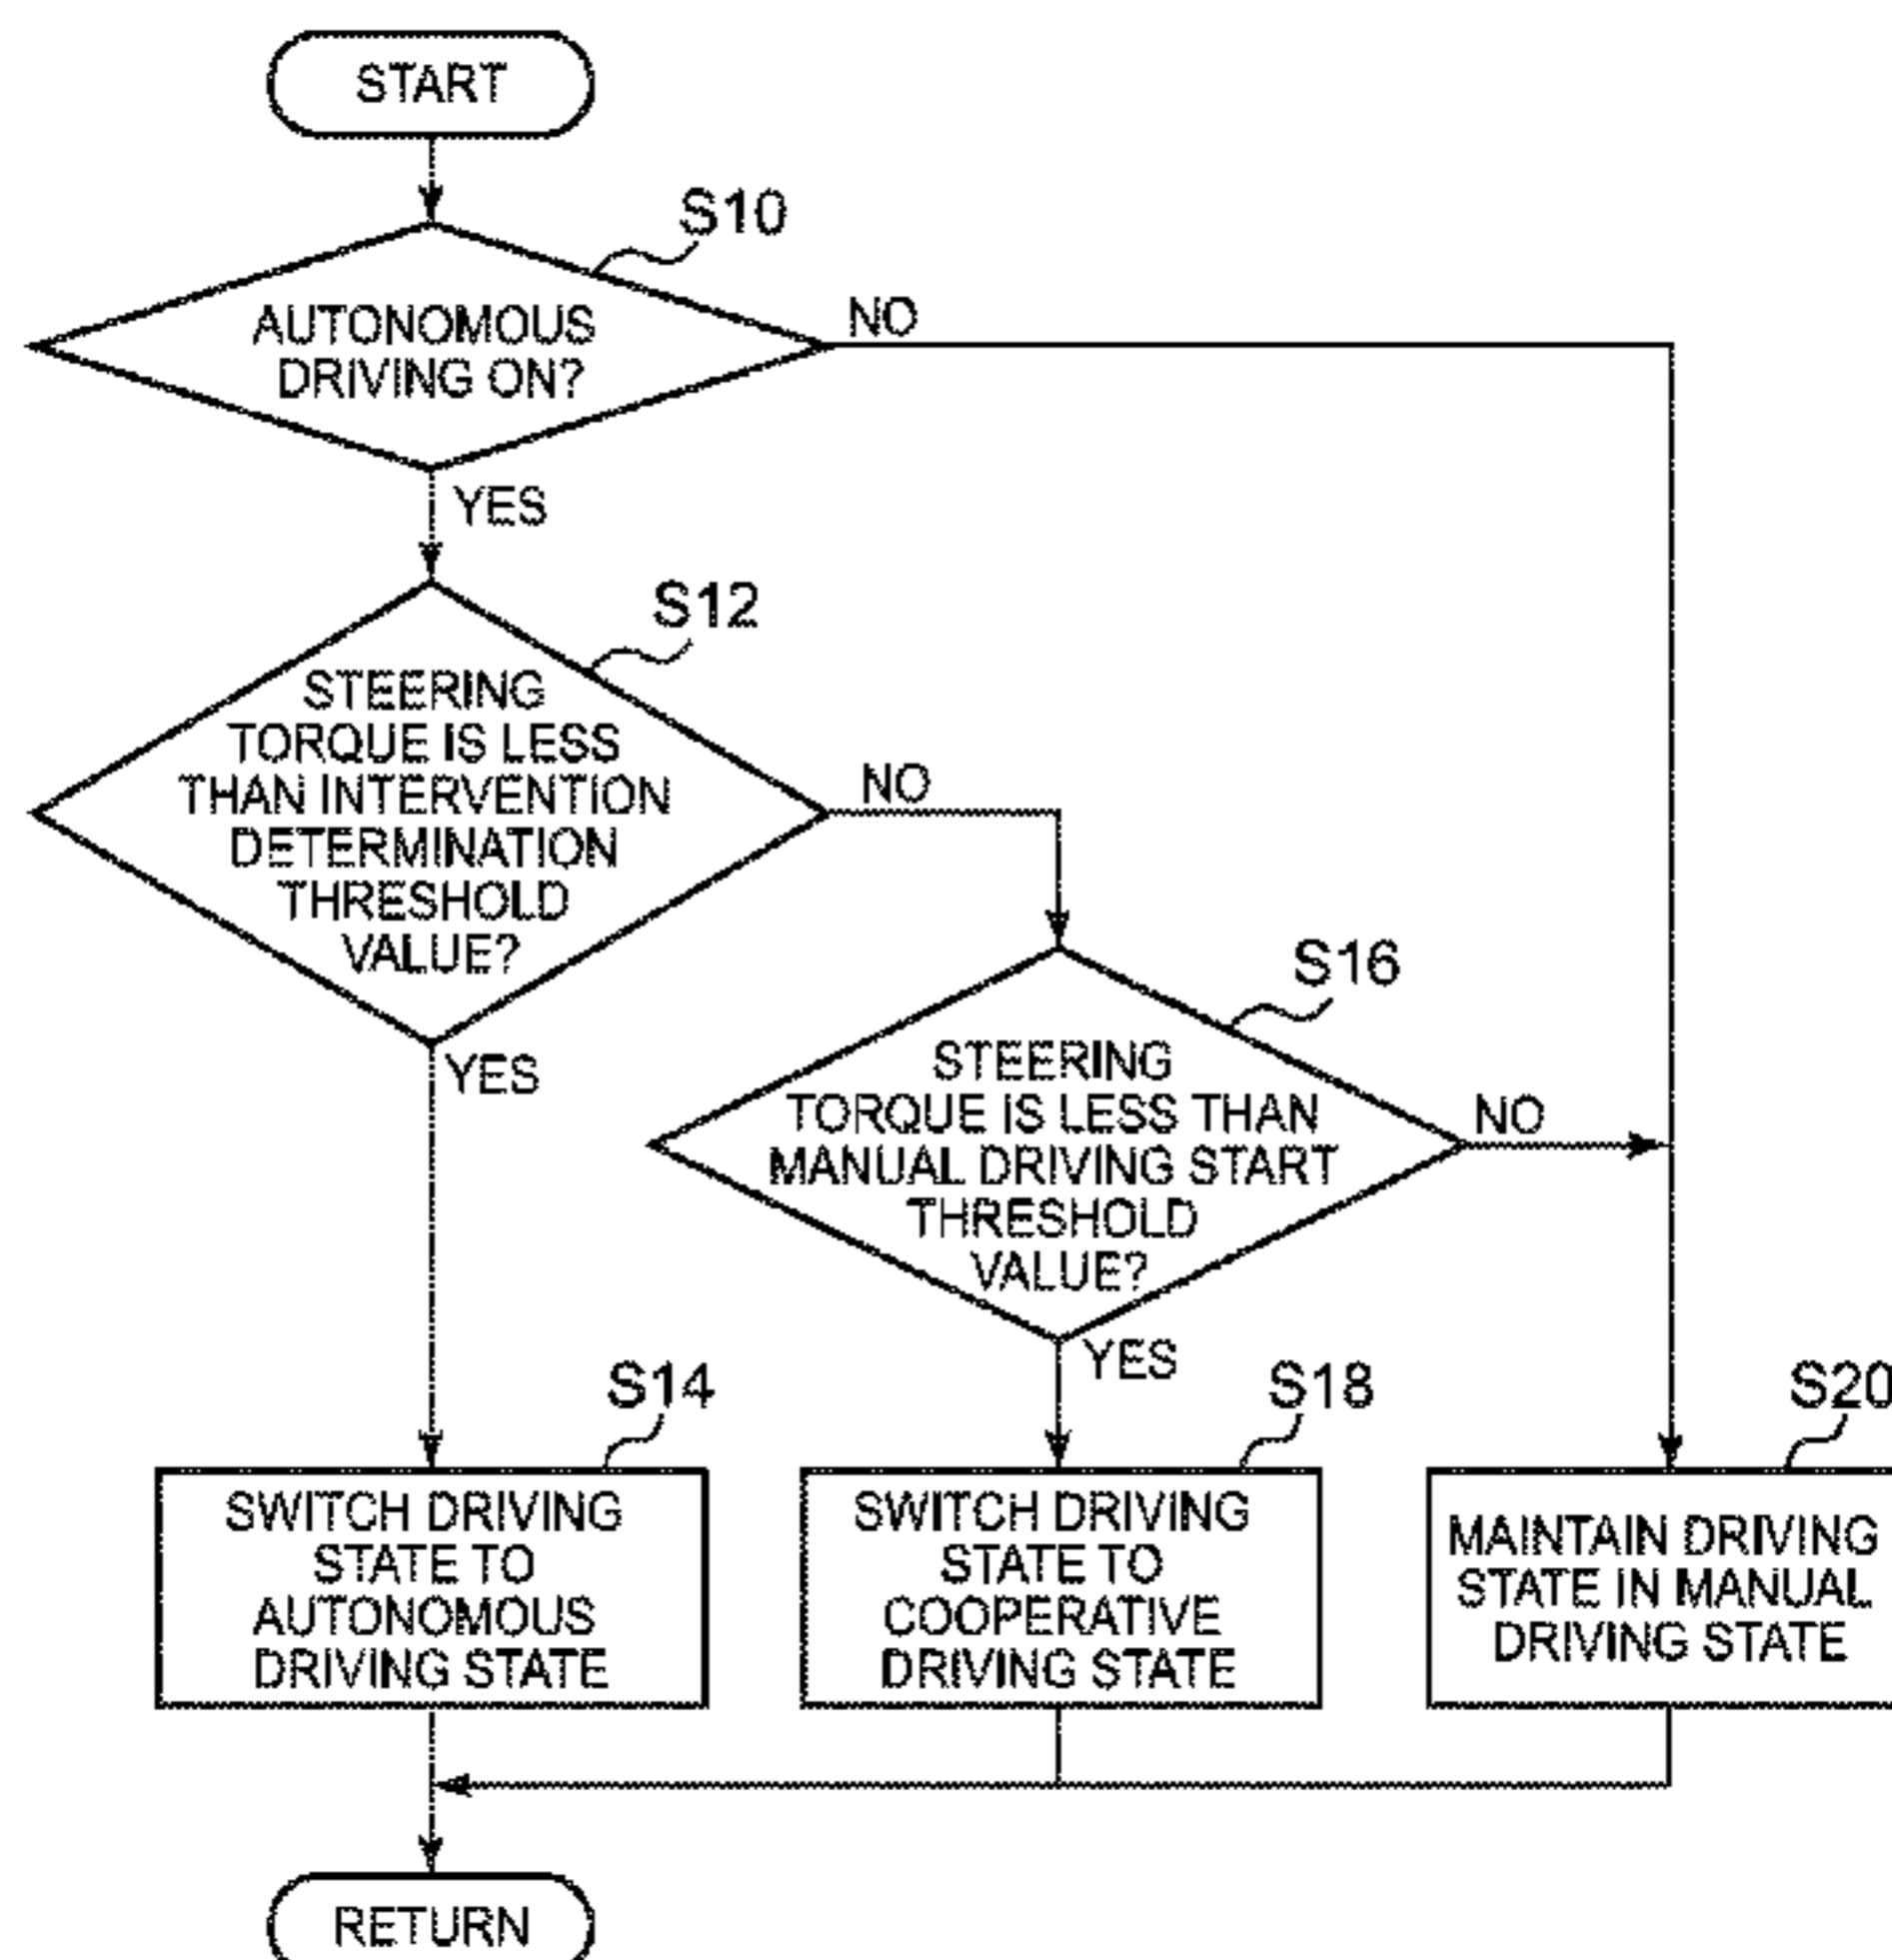 START
S10
AUTONOMOUS
DRIVING ON?
NO
YES
S12
STEERING
TORQUE IS LESS
THAN INTERVENTION
DETERMINATION
THRESHOLD
VALUE?
NO
YES
S16
STEERING
TORQUE IS LESS THAN
MANUAL DRIVING START
THRESHOLD
VALUE?
NO
YES
S14
SWITCH DRIVING
STATE TO
AUTONOMOUS
DRIVING STATE
S18
SWITCH DRIVING
STATE TO
COOPERATIVE
DRIVING STATE
S20
MAINTAIN DRIVING
STATE IN MANUAL
DRIVING STATE
RETURN